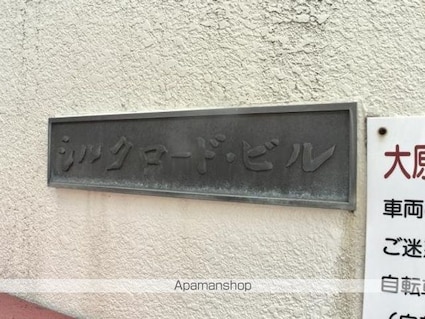 シルクロード・ビル
大原
車両
ご迷
自転
Apamanshop